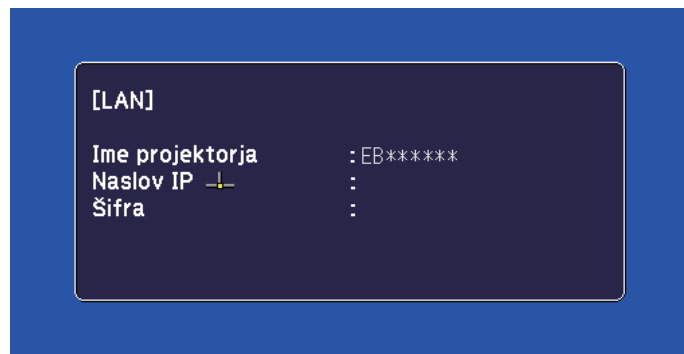 [LAN]
Ime projektorja : EB******
Naslov IP :
Šifra :